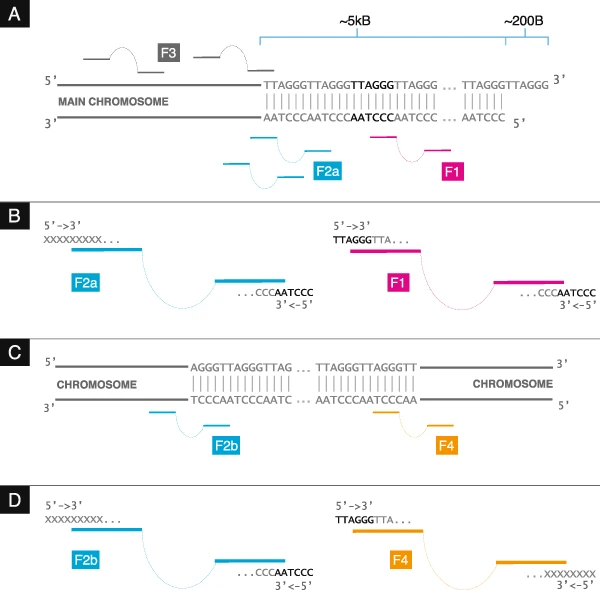 A
~5kB
~200B
F3
5’
TTAGGGTTAGGGTTAGGGTTAGGG ... TTAGGGTTAGGG
3’
MAIN CHROMOSOME
3’
AATCCCAATCCCAATCCCAATCCC ... AATCCC
5’
F2a
F1
B
5’->3’
XXXXXXXXX...
F2a
...CCCAATCCC
3’<-5’
5’->3’
TTAGGGTTA...
F1
...CCCAATCCC
3’<-5’
C
5’
AGGGTTAGGGTTAG ... TTAGGGTTAGGGTT
3’
CHROMOSOME
CHROMOSOME
3’
TCCCAATCCCAATC ... AATCCCAATCCCAA
5’
F2b
F4
D
5’->3’
XXXXXXXXX...
F2b
...CCCAATCCC
3’<-5’
5’->3’
TTAGGGTTA...
F4
...XXXXXXXX
3’<-5’